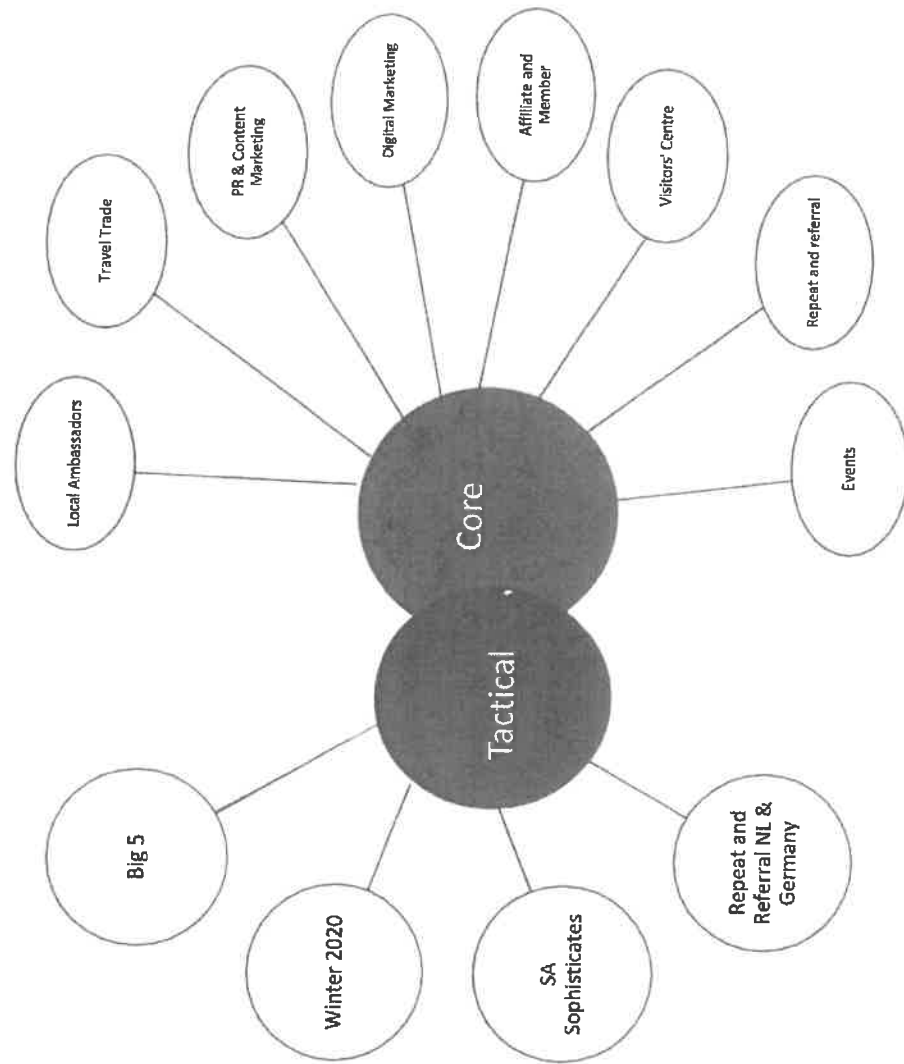 Big 5
Winter 2020
SA
Sophisticates
Repeat and
Referral NL &
Germany
Tactical
Core
Local Ambassadors
Travel Trade
PR & Content
Marketing
Digital Marketing
Affiliate and
Member
Visitors' Centre
Repeat and referral
Events